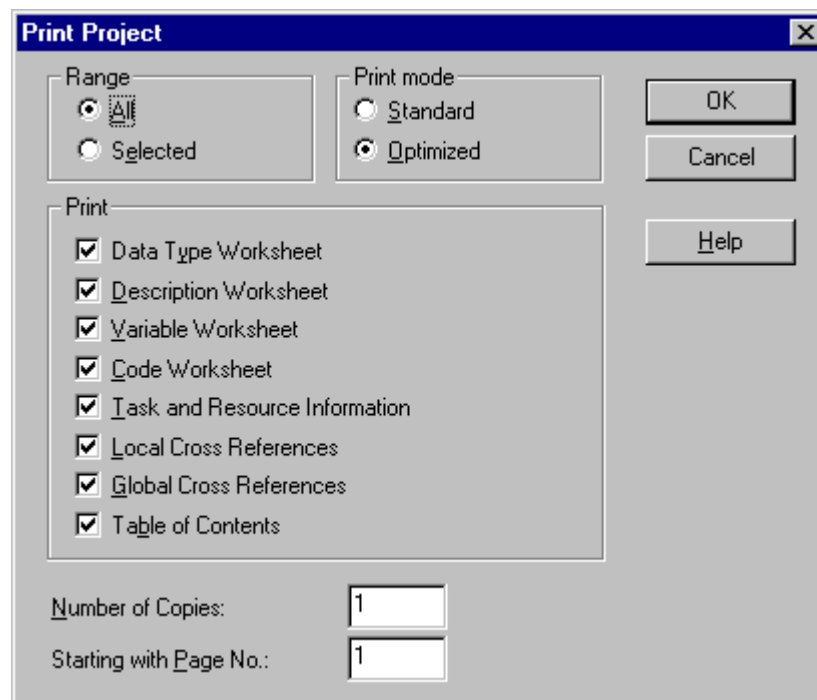 Print Project
Range
All
Selected
Print mode
Standard
Optimized
OK
Cancel
Help
Print
Data Type Worksheet
Description Worksheet
Variable Worksheet
Code Worksheet
Task and Resource Information
Local Cross References
Global Cross References
Table of Contents
Number of Copies: 1
Starting with Page No.: 1